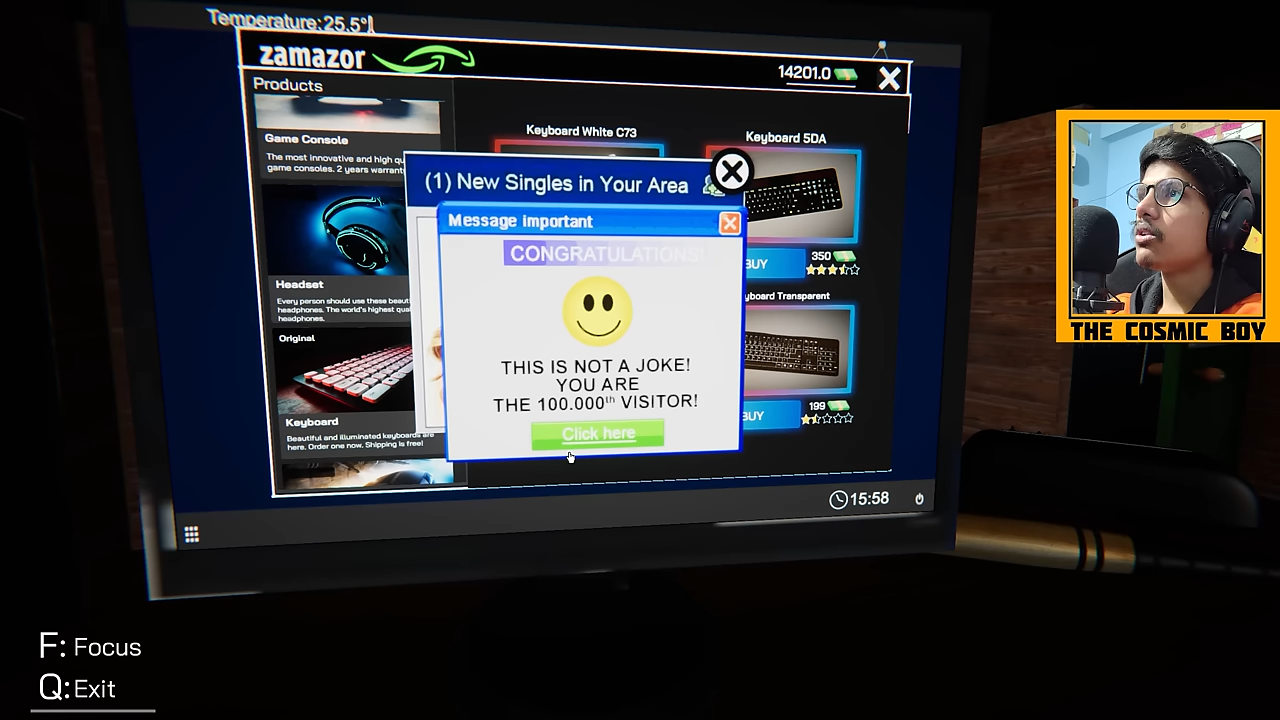 Temperature: 25.5°
zamazor
14201.0
Products
Game Console
The most innovative and high qu
game consoles. 2 years warrant
Headset
Every person should use these beaut
headphones. The world's highest qual
headphones.
Original
Keyboard
Beautiful and illuminated keyboards are
here. Order one now. Shipping is free!
Keyboard White C73
Keyboard 5DA
BUY
350
yboard Transparent
BUY
199
(1) New Singles in Your Area
Message important
CONGRATULATIONS!
THIS IS NOT A JOKE!
YOU ARE
THE 100.000th VISITOR!
Click here
15:58
THE COSMIC BOY
F: Focus
Q: Exit